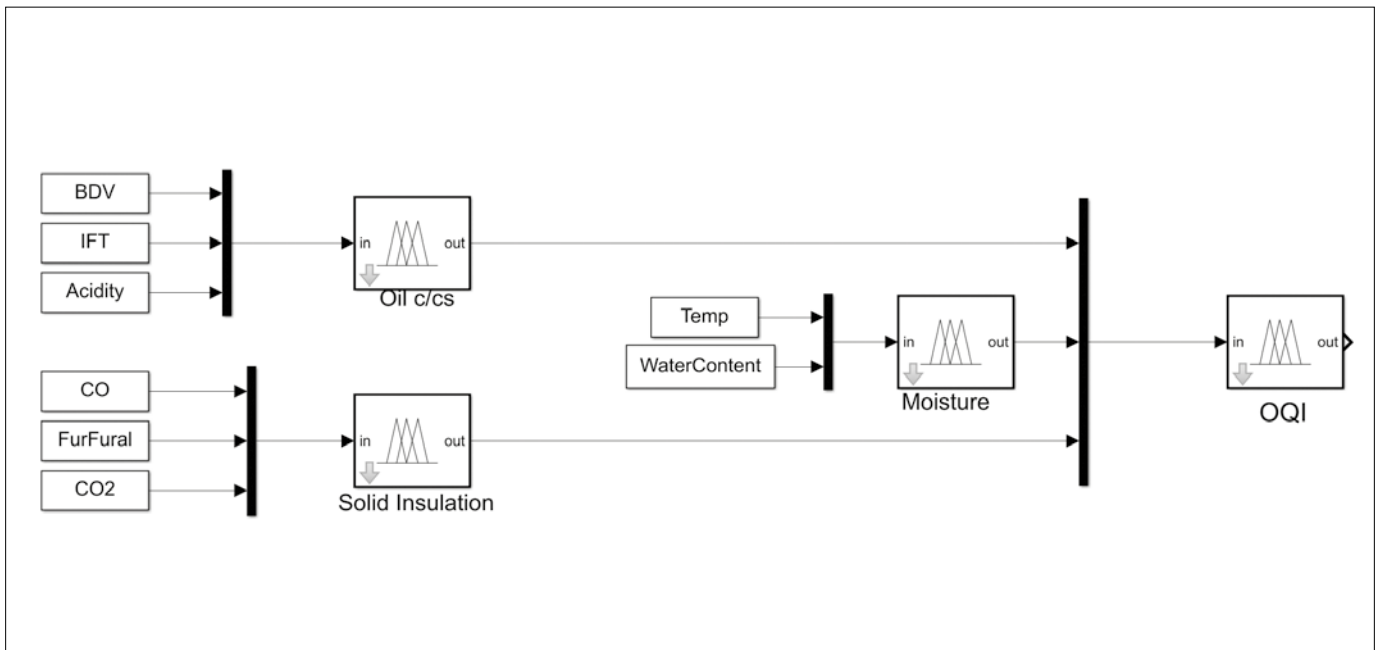 BDV
IFT
Acidity
in
out
Oil c/cs
CO
FurFural
CO2
in
out
Solid Insulation
Temp
WaterContent
in
out
Moisture
in
out
OQI